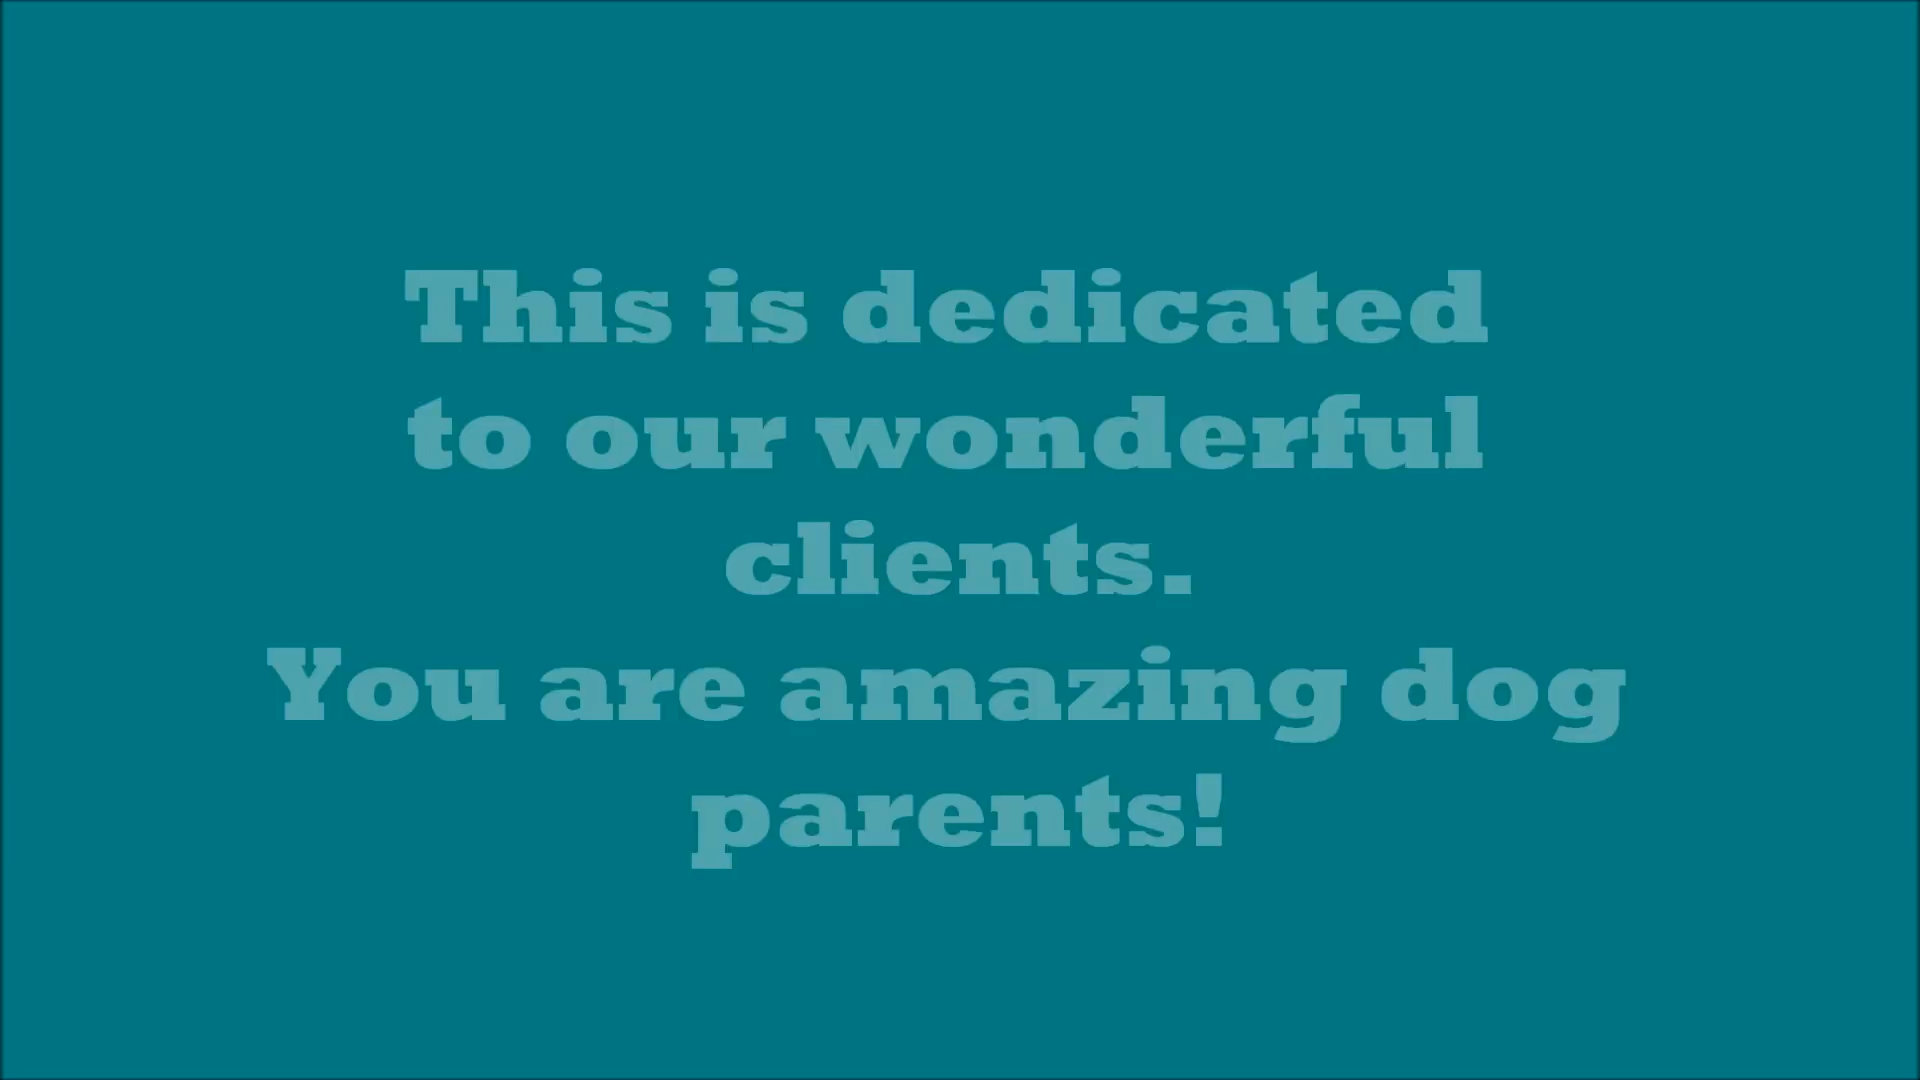 This is dedicated
to our wonderful
clients.
You are amazing dog
parents!